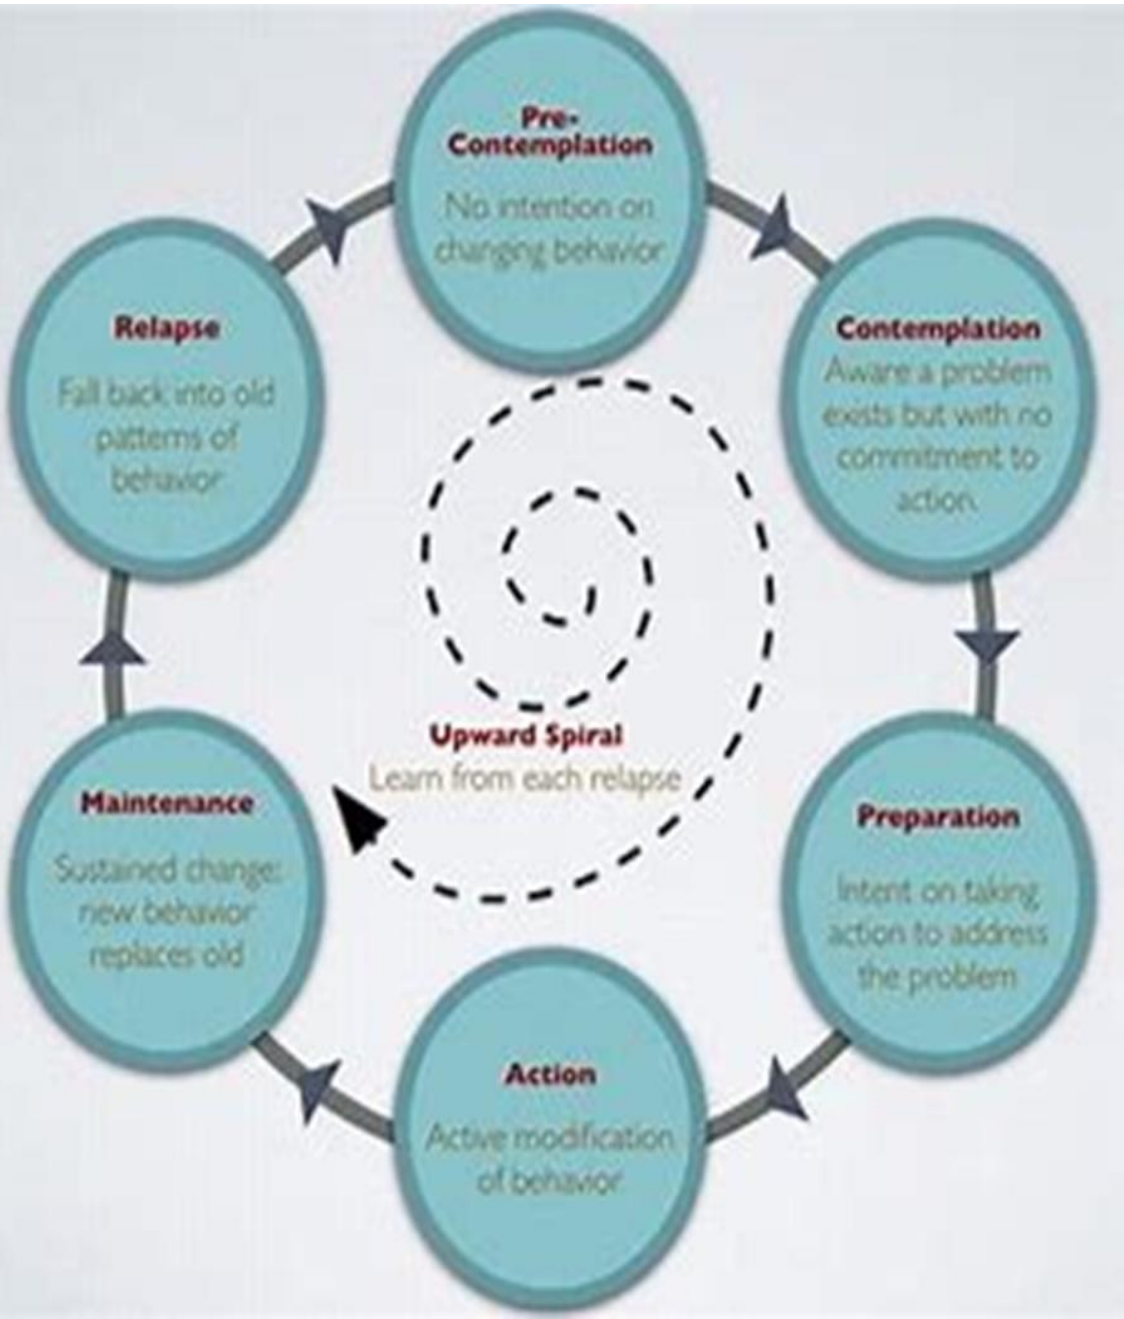 Pre-
Contemplation
No intention on
changing behavior
Contemplation
Aware a problem
exists but with no
commitment to
action.
Preparation
Intent on taking
action to address
the problem
Action
Active modification
of behavior
Maintenance
Sustained change;
new behavior
replaces old
Relapse
Fall back into old
patterns of
behavior
Upward Spiral
Learn from each relapse